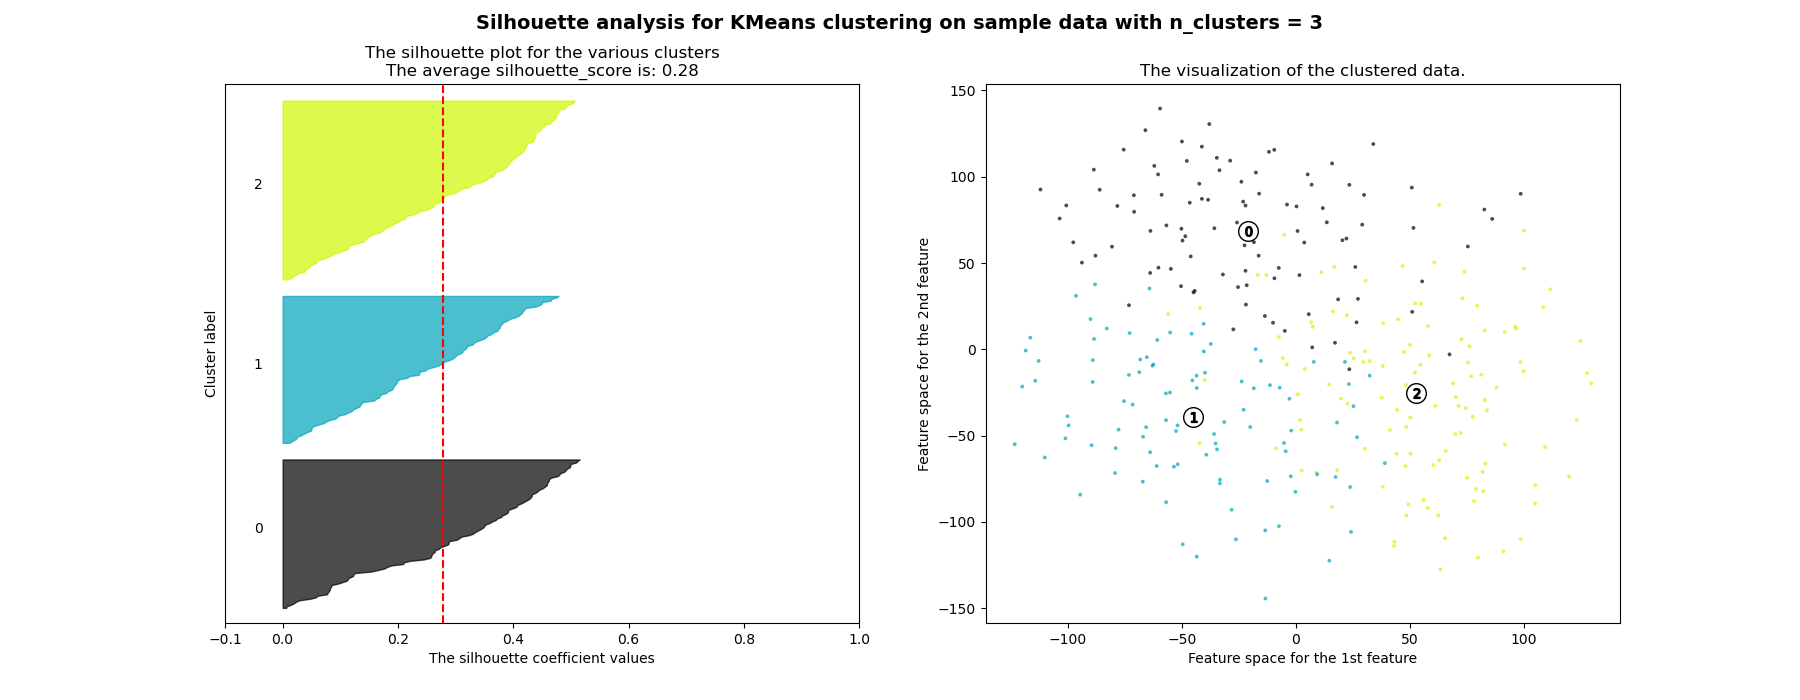 Silhouette analysis for KMeans clustering on sample data with n_clusters = 3
The silhouette plot for the various clusters
The average silhouette_score is: 0.28
2
1
0
Cluster label
−0.1 0.0 0.2 0.4 0.6 0.8 1.0
The silhouette coefficient values
The visualization of the clustered data.
150
100
50
0
−50
−100
−150
Feature space for the 2nd feature
0
1
2
−100 −50 0 50 100
Feature space for the 1st feature